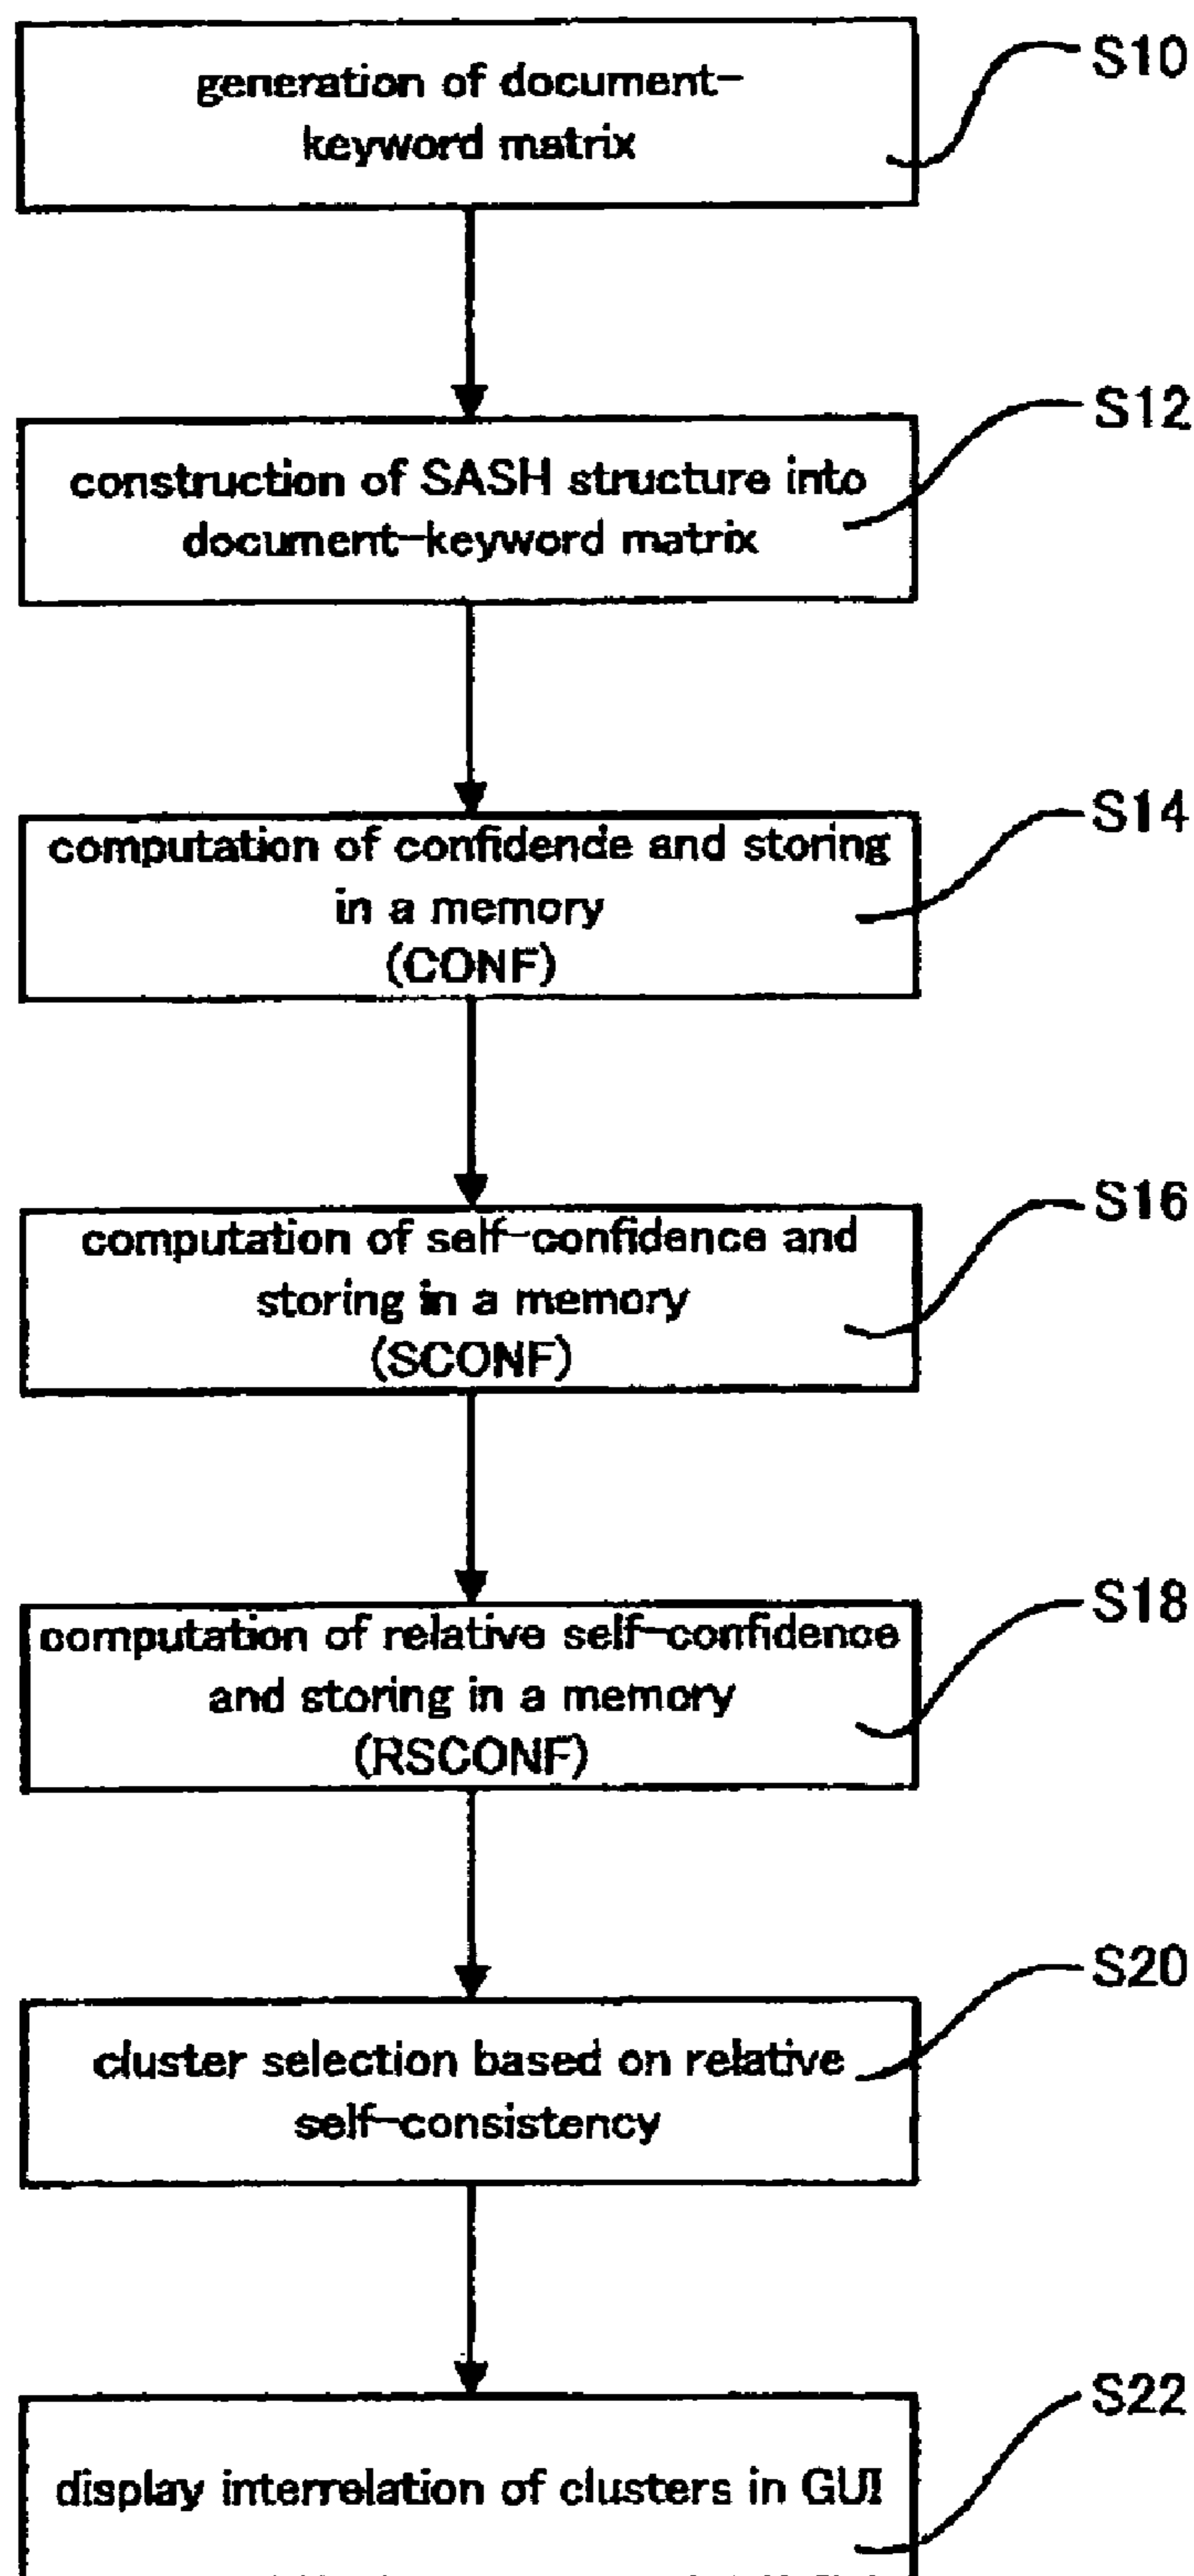 generation of document-
keyword matrix
S10
construction of SASH structure into
document-keyword matrix
S12
computation of confidence and storing
in a memory
(CONF)
S14
computation of self-confidence and
storing in a memory
(SCONF)
S16
computation of relative self-confidence
and storing in a memory
(RSCONF)
S18
cluster selection based on relative
self-consistency
S20
display interrelation of clusters in GUI
S22